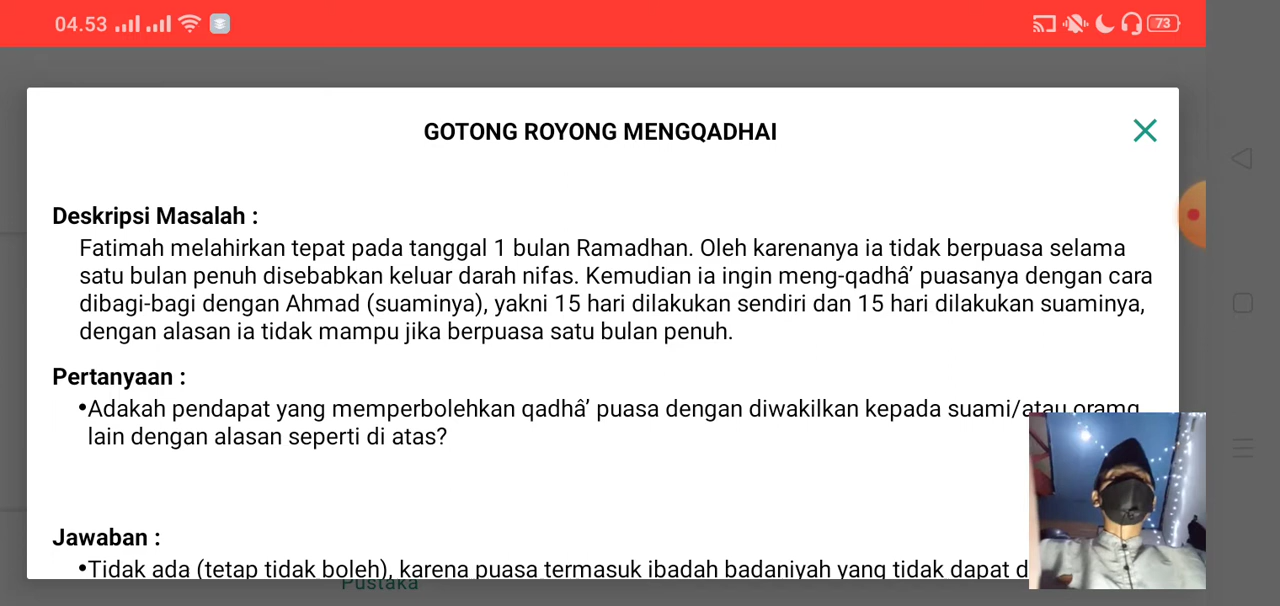 04.53
73
GOTONG ROYONG MENGQADHAI
Deskripsi Masalah :
Fatimah melahirkan tepat pada tanggal 1 bulan Ramadhan. Oleh karenanya ia tidak berpuasa selama
satu bulan penuh disebabkan keluar darah nifas. Kemudian ia ingin meng-qadhâ’ puasanya dengan cara
dibagi-bagi dengan Ahmad (suaminya), yakni 15 hari dilakukan sendiri dan 15 hari dilakukan suaminya,
dengan alasan ia tidak mampu jika berpuasa satu bulan penuh.
Pertanyaan :
•Adakah pendapat yang memperbolehkan qadhâ’ puasa dengan diwakilkan kepada suami/atau
lain dengan alasan seperti di atas?
Jawaban :
•Tidak ada (tetap tidak boleh), karena puasa termasuk ibadah badaniyah yang tidak dapat
Pustaka